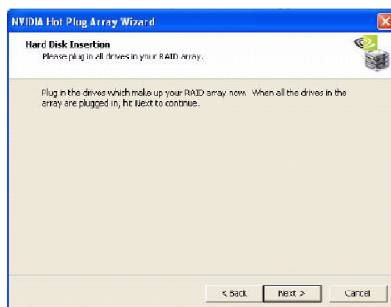 NVIDIA Hot Plug Array Wizard
Hard Disk Insertion
Please plug in all drives in your RAID array.
Plug in the drives which make up your RAID array now. When all the drives in the
array are plugged in, hit Next to continue.
< Back Next > Cancel